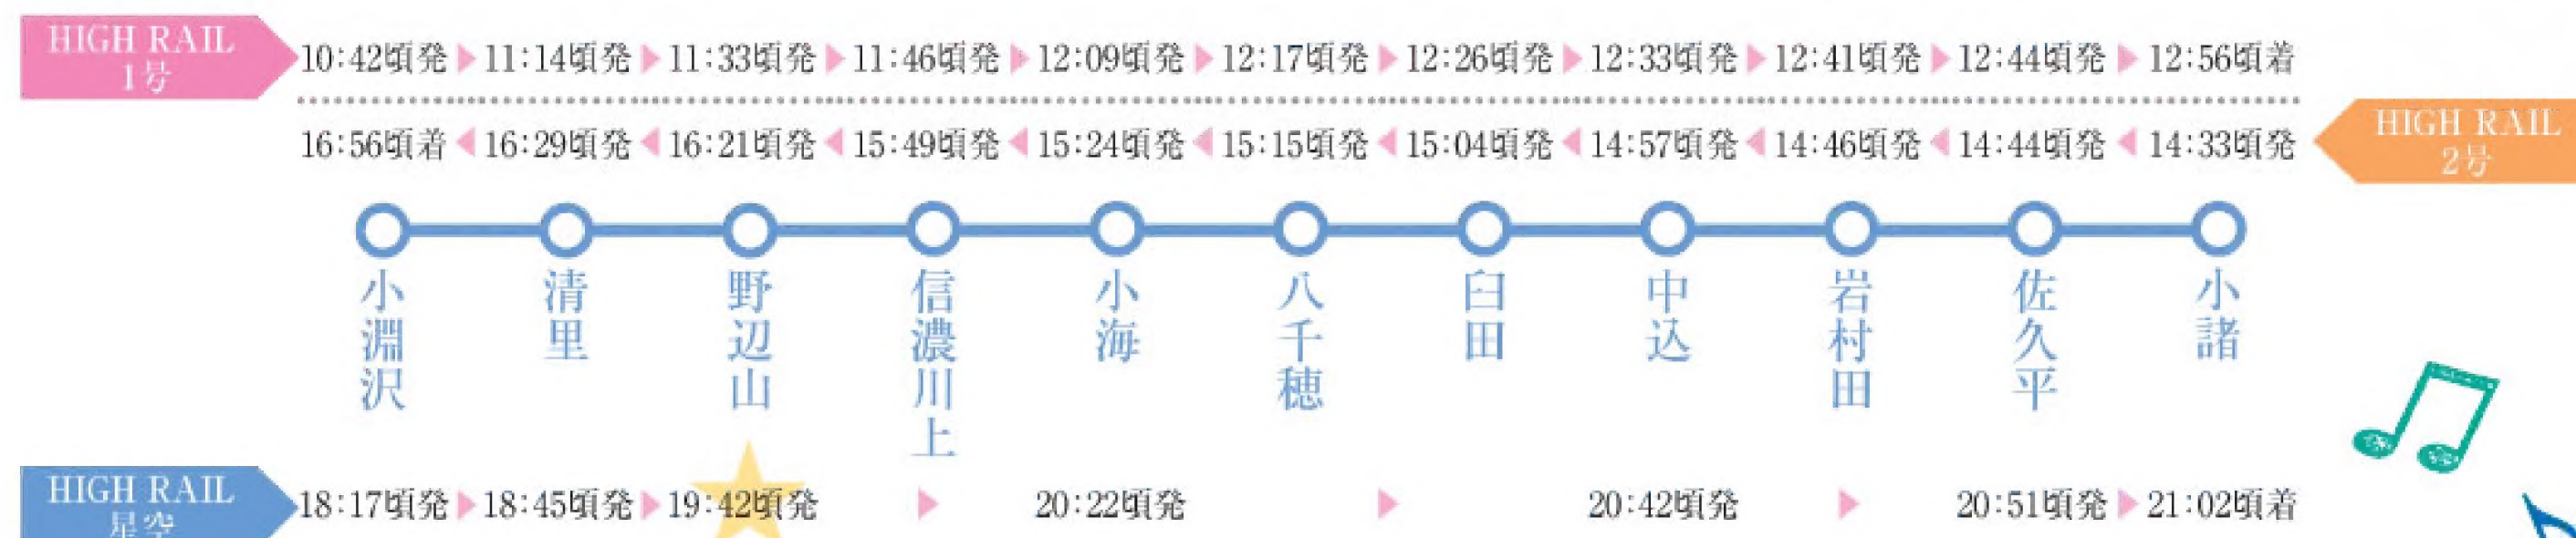 HIGH RAIL
1号
10:42頃発 11:14頃発 11:33頃発 11:46頃発 12:09頃発 12:17頃発 12:26頃発 12:33頃発 12:41頃発 12:44頃発 12:56頃着
16:56頃着 16:29頃発 16:21頃発 15:49頃発 15:24頃発 15:15頃発 15:04頃発 14:57頃発 14:46頃発 14:44頃発 14:33頃発
HIGH RAIL
2号
小淵沢
清里
野辺山
信濃川上
小海
八千穂
臼田
中込
岩村田
佐久平
小諸
HIGH RAIL
星空
18:17頃発 18:45頃発 19:42頃発 20:22頃発 20:42頃発 20:51頃発 21:02頃着